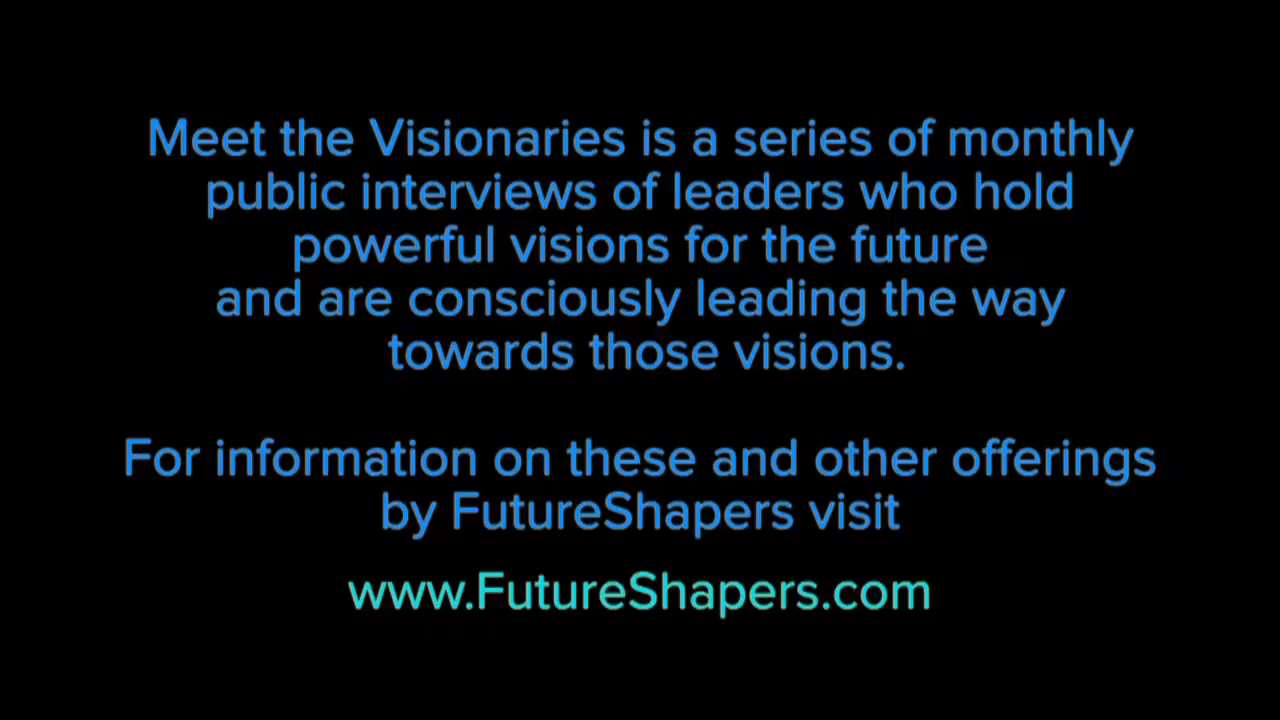 Meet the Visionaries is a series of monthly
public interviews of leaders who hold
powerful visions for the future
and are consciously leading the way
towards those visions.
For information on these and other offerings
by FutureShapers visit
www.FutureShapers.com